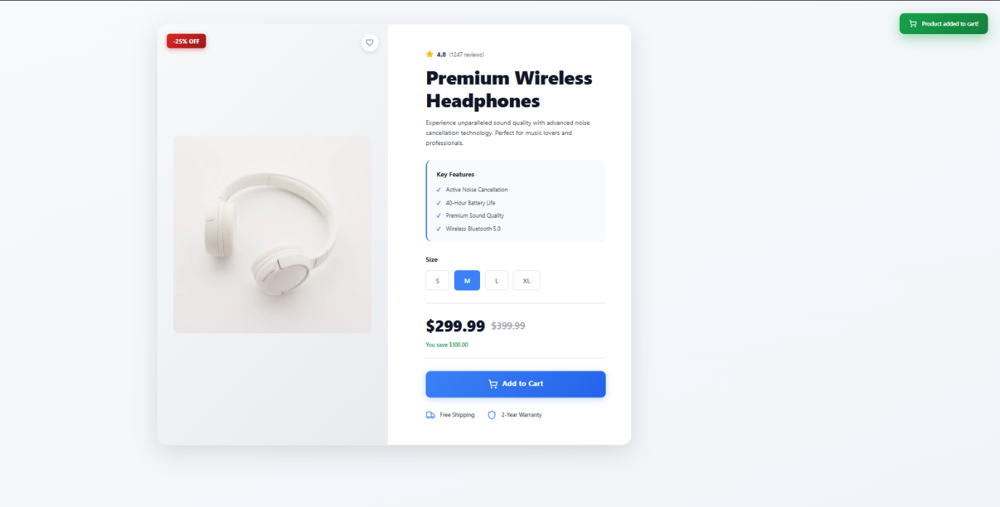 Product added to cart!
-25% OFF
4.8 (1247 reviews)
Premium Wireless
Headphones
Experience unparalleled sound quality with advanced noise
cancellation technology. Perfect for music lovers and
professionals.
Key Features
✓ Active Noise Cancellation
✓ 40-Hour Battery Life
✓ Premium Sound Quality
✓ Wireless Bluetooth 5.0
Size
S M L XL
$299.99 $399.99
You save $100.00
Add to Cart
Free Shipping 2-Year Warranty